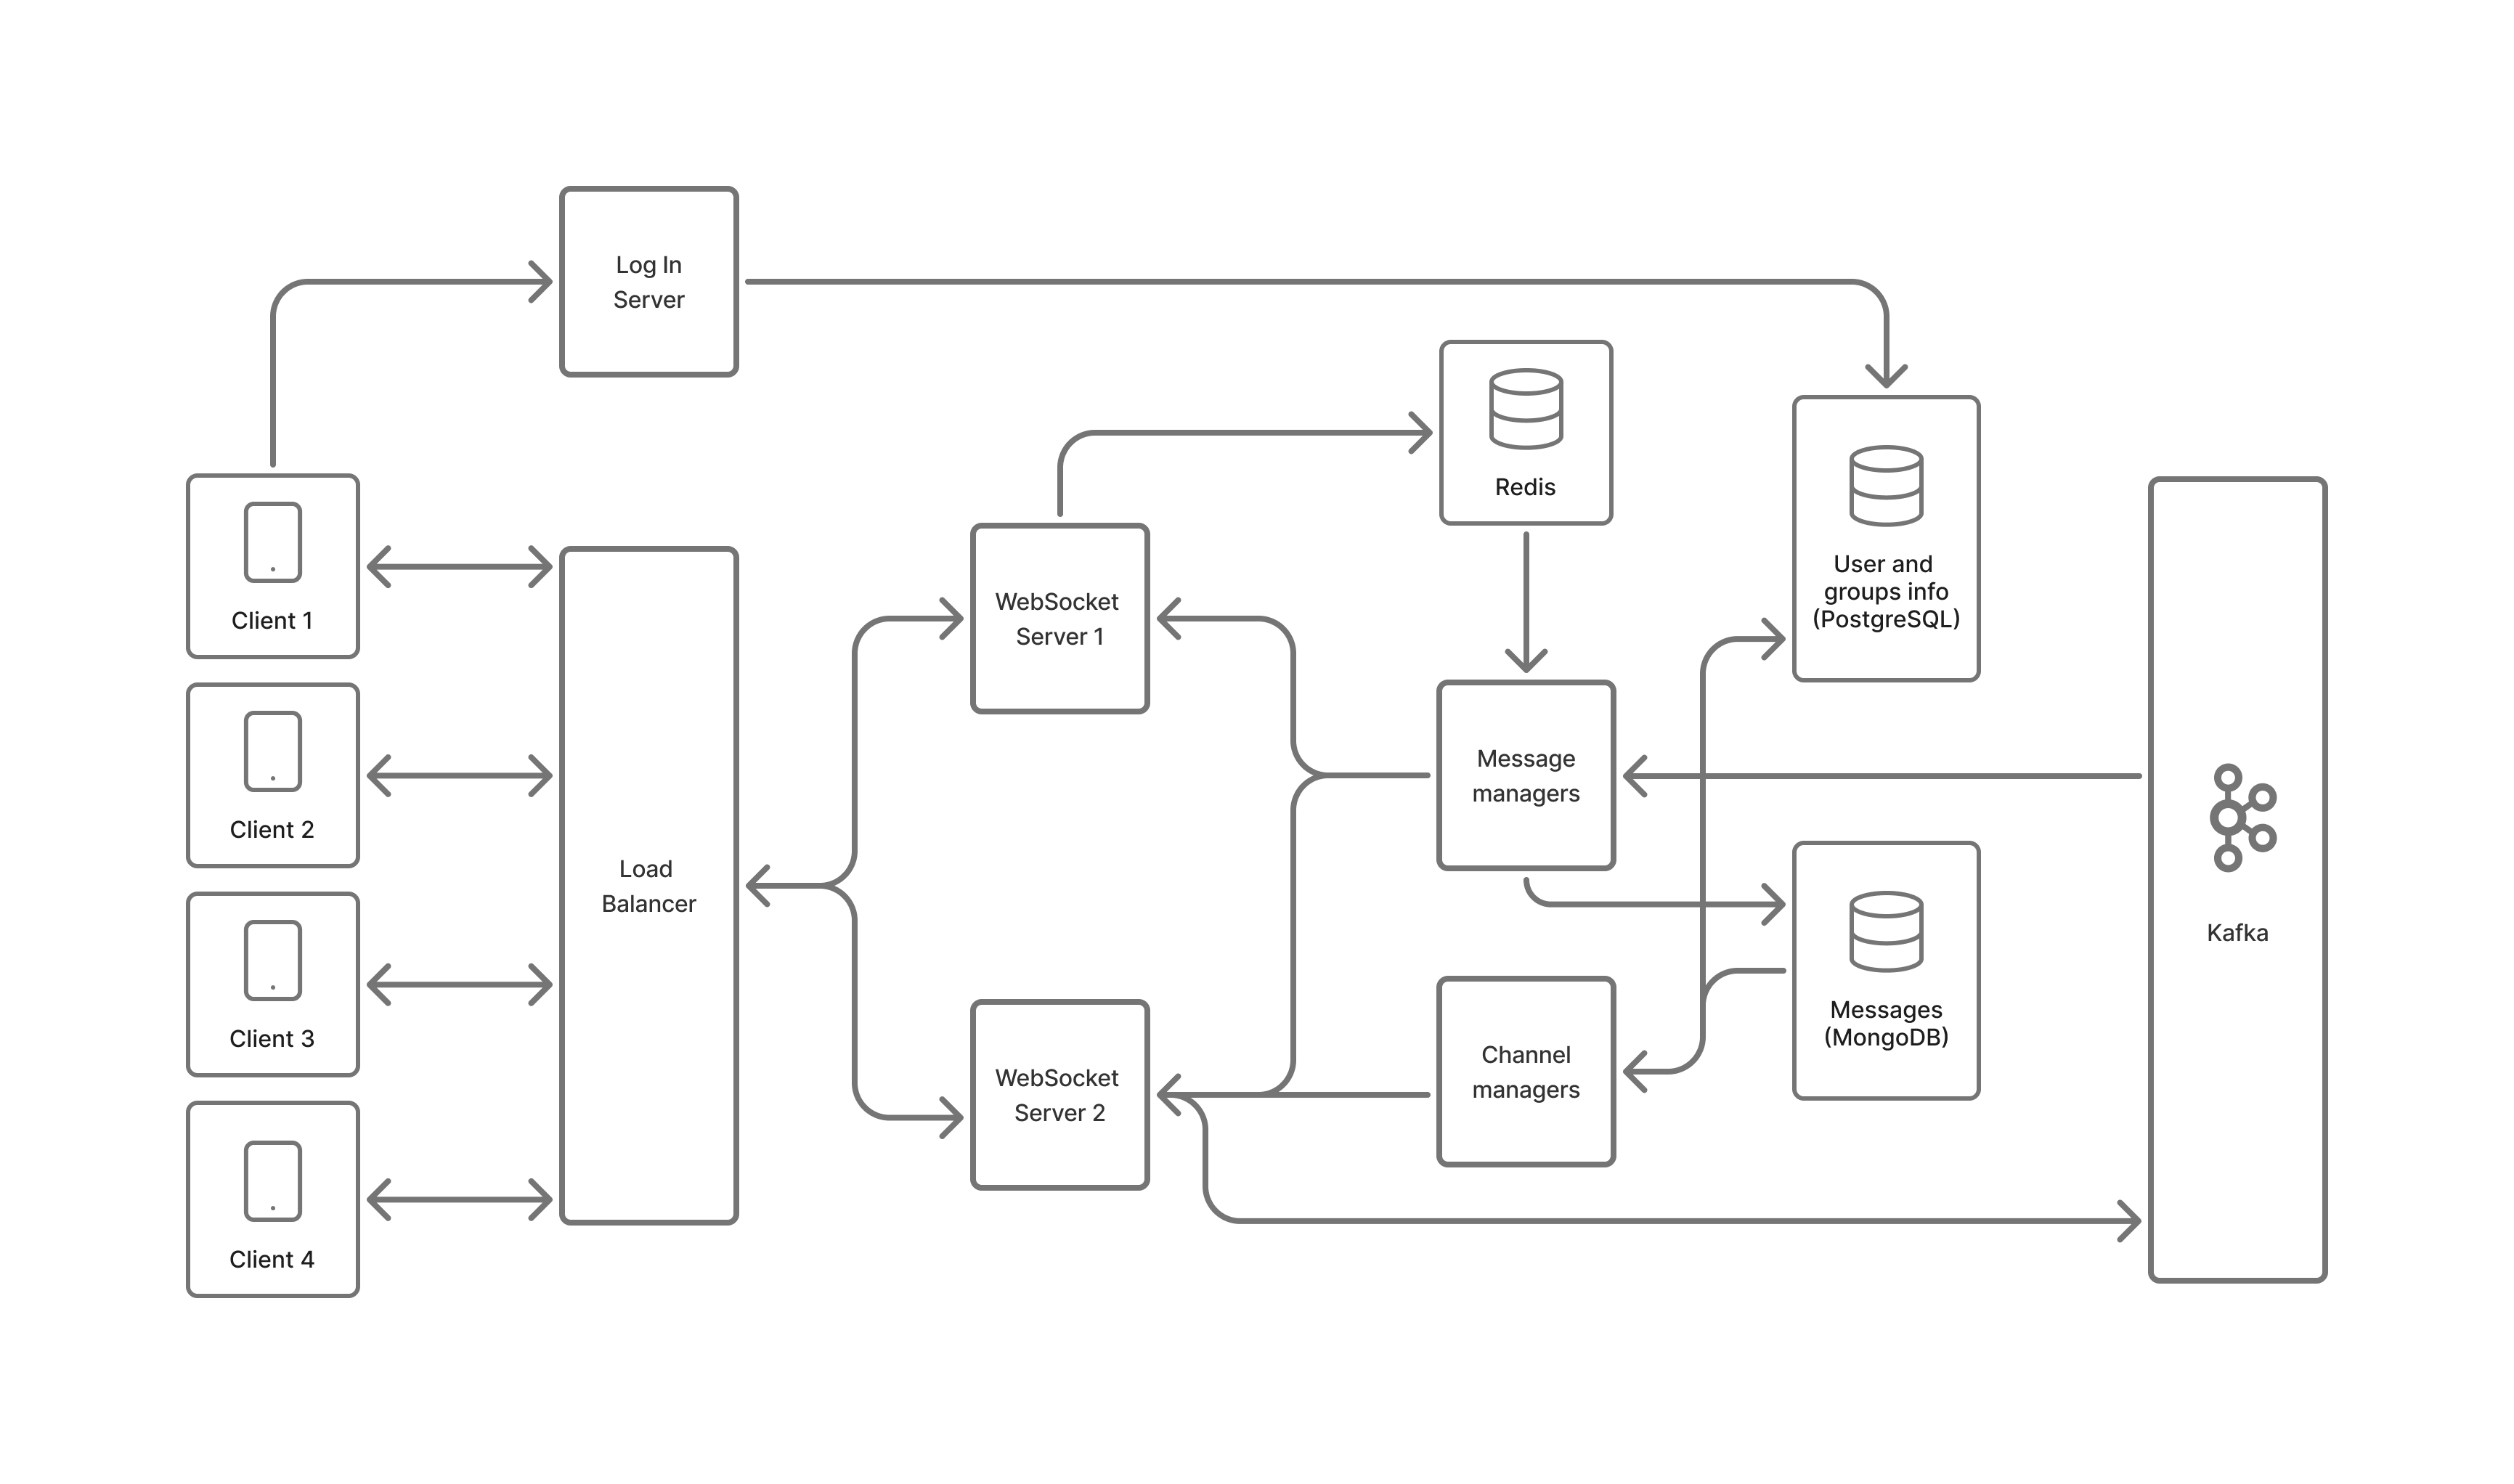 Log In
Server
Redis
User and
groups info
(PostgreSQL)
Client 1
WebSocket
Server 1
Message
managers
Client 2
Load
Balancer
Kafka
Client 3
Messages
(MongoDB)
Channel
managers
WebSocket
Server 2
Client 4